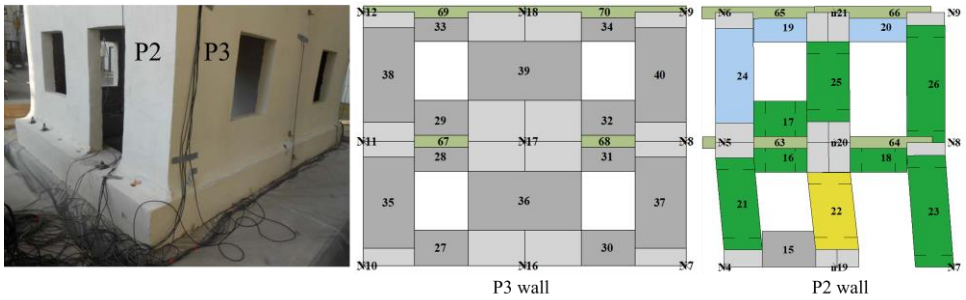 P2 P3
N12 69 N18 70 N9
33 34
38 39 40
29 32
N11 67 N17 68 N8
28 31
35 36 37
27 30
N10 N16 N7
P3 wall
N6 65 n21 66 N9
19 20
24 25 26
17
N5 63 n20 64 N8
16 18
21 22 23
15
N4 n19 N7
P2 wall